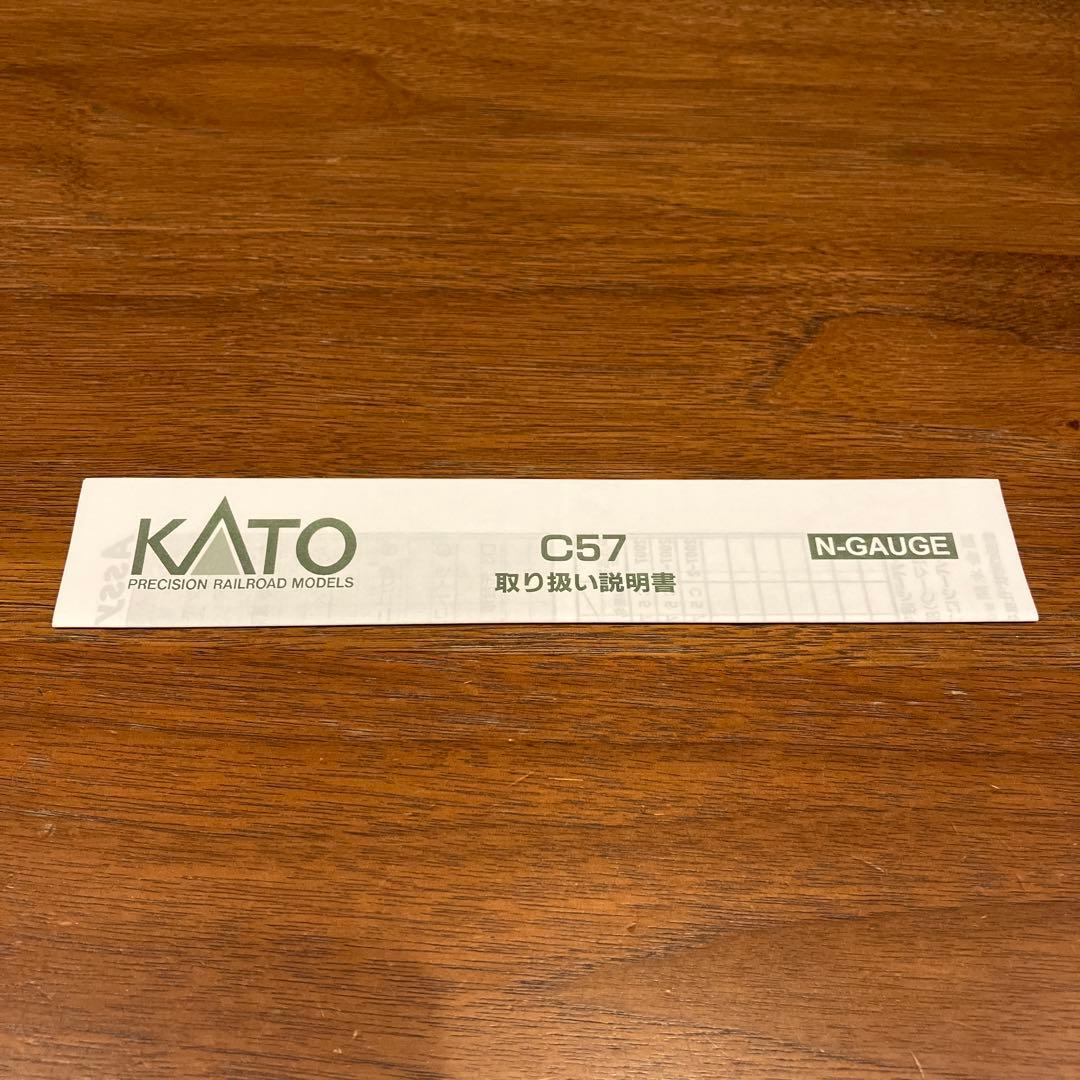 KATO
PRECISION RAILROAD MODELS
C57
取り扱い説明書
N-GAUGE